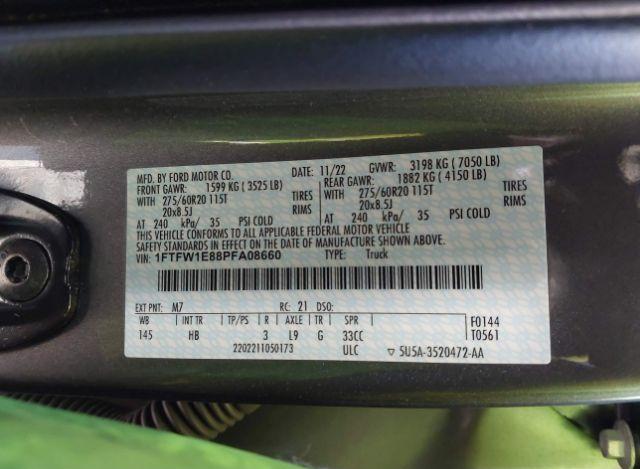 MFD. BY FORD MOTOR CO. DATE: 11/22 GVWR: 3198 KG ( 7050 LB)
FRONT GAWR: 1599 KG ( 3525 LB) REAR GAWR: 1882 KG ( 4150 LB)
WITH 275/60R20 115T TIRES WITH 275/60R20 115T TIRES
20x8.5J RIMS 20x8.5J RIMS
AT 240 kPa/ 35 PSI COLD AT 240 kPa/ 35 PSI COLD
THIS VEHICLE CONFORMS TO ALL APPLICABLE FEDERAL MOTOR VEHICLE
SAFETY STANDARDS IN EFFECT ON THE DATE OF MANUFACTURE SHOWN ABOVE.
VIN: 1FTFW1E88PFA08660 TYPE: Truck
EXT PNT: M7 RC: 21 DSO:
WB INT TR TP/PS R AXLE TR SPR F0144
145 HB 3 L9 G 33CC T0561
2202211050173 ULC ▽ 5U5A-3520472-AA